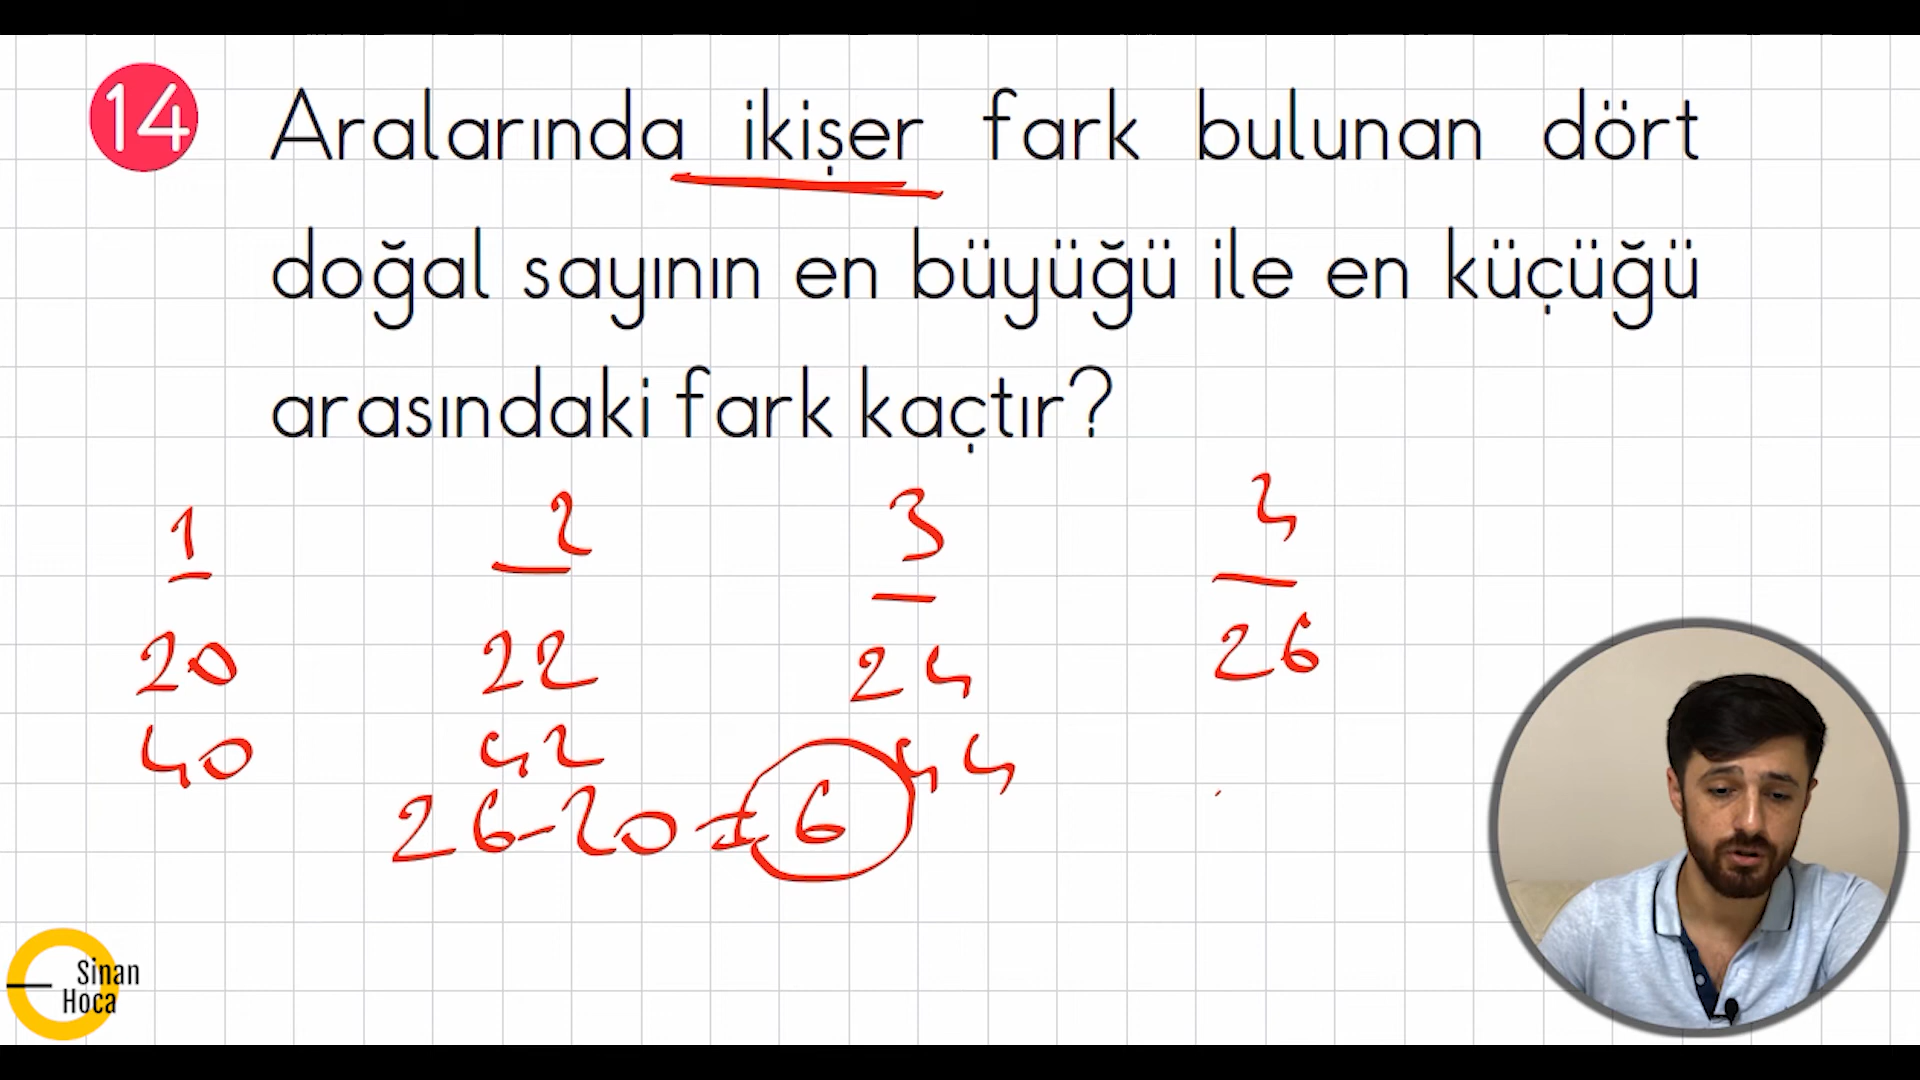 14 Aralarında ikişer fark bulunan dört
doğal sayının en büyüğü ile en küçüğü
arasındaki fark kaçtır?
1 2 3 4
20 22 24 26
40 42 44
26-20=6
Sinan
Hoca